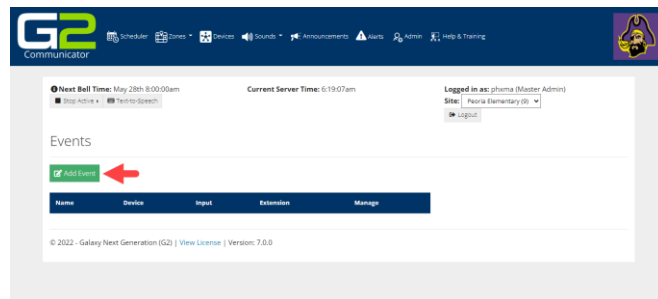 G2
Communicator
Scheduler Zones Devices Sounds Announcements Alerts Admin Help & Training
Next Bell Time: May 28th 8:00:00am Current Server Time: 6:19:07am Logged in as: phxma (Master Admin)
Stop Active Text-to-Speech Site: Peoria Elementary (9)
Logout
Events
Add Event
Name Device Input Extension Manage
© 2022 - Galaxy Next Generation (G2) | View License | Version: 7.0.0